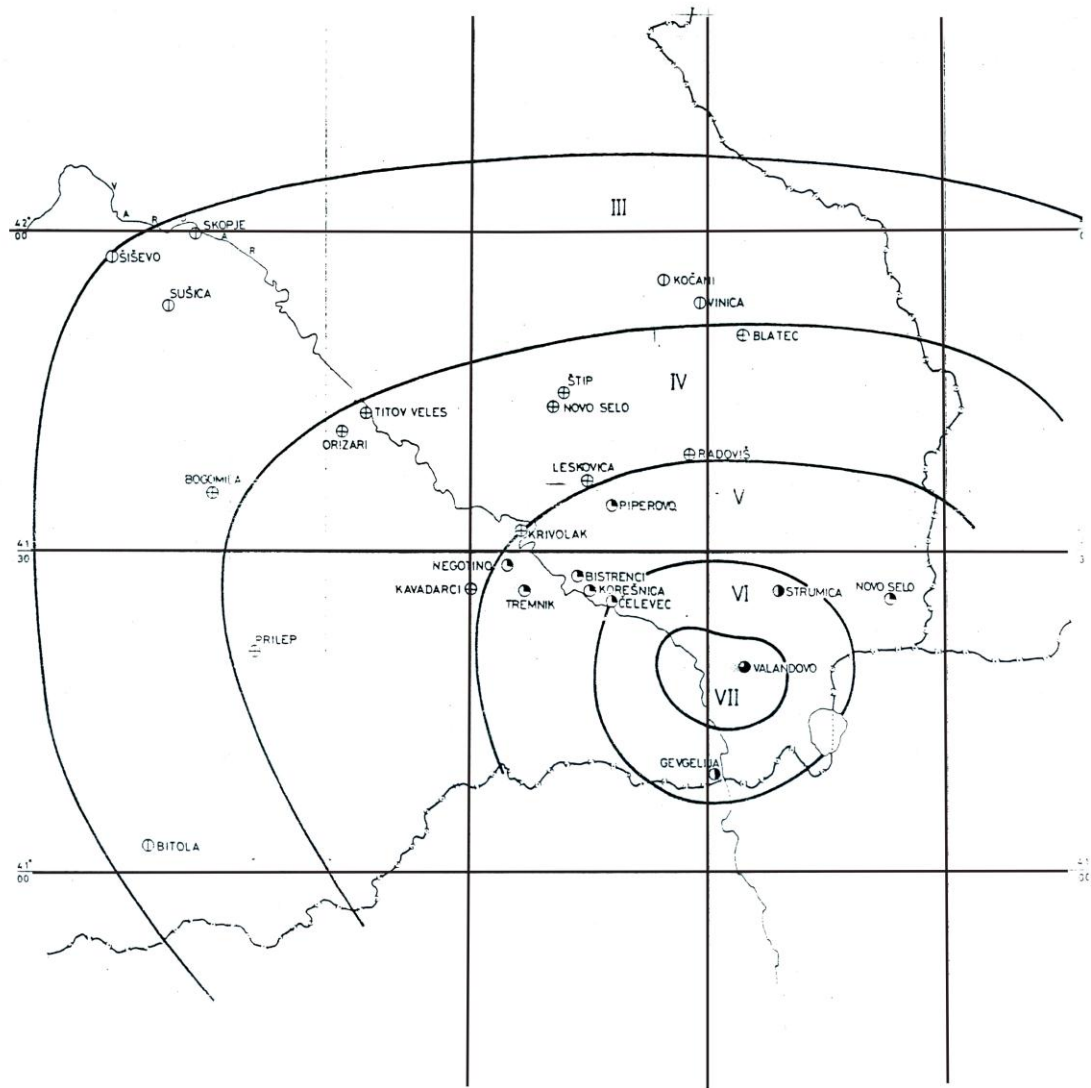 V
A
R
D
A
R
III
42°
00
SKOPJE
ŠIŠEVO
SUŠICA
KOČANI
VINICA
BLATEC
IV
ŠTIP
NOVO SELO
TITOV VELES
ORIZARI
RADOVIŠ
LESKOVICA
BOGOMILA
V
PIPEROVO
KRIVOLAK
41
30
NEGOTINO
BISTRENCI
KAVADARCI
KOREŠNICA
VI
STRUMICA
NOVO SELO
TREMNIK
ČELEVEC
PRILEP
VALANDOVO
VII
GEVGELIJA
BITOLA
41°
00
41
00